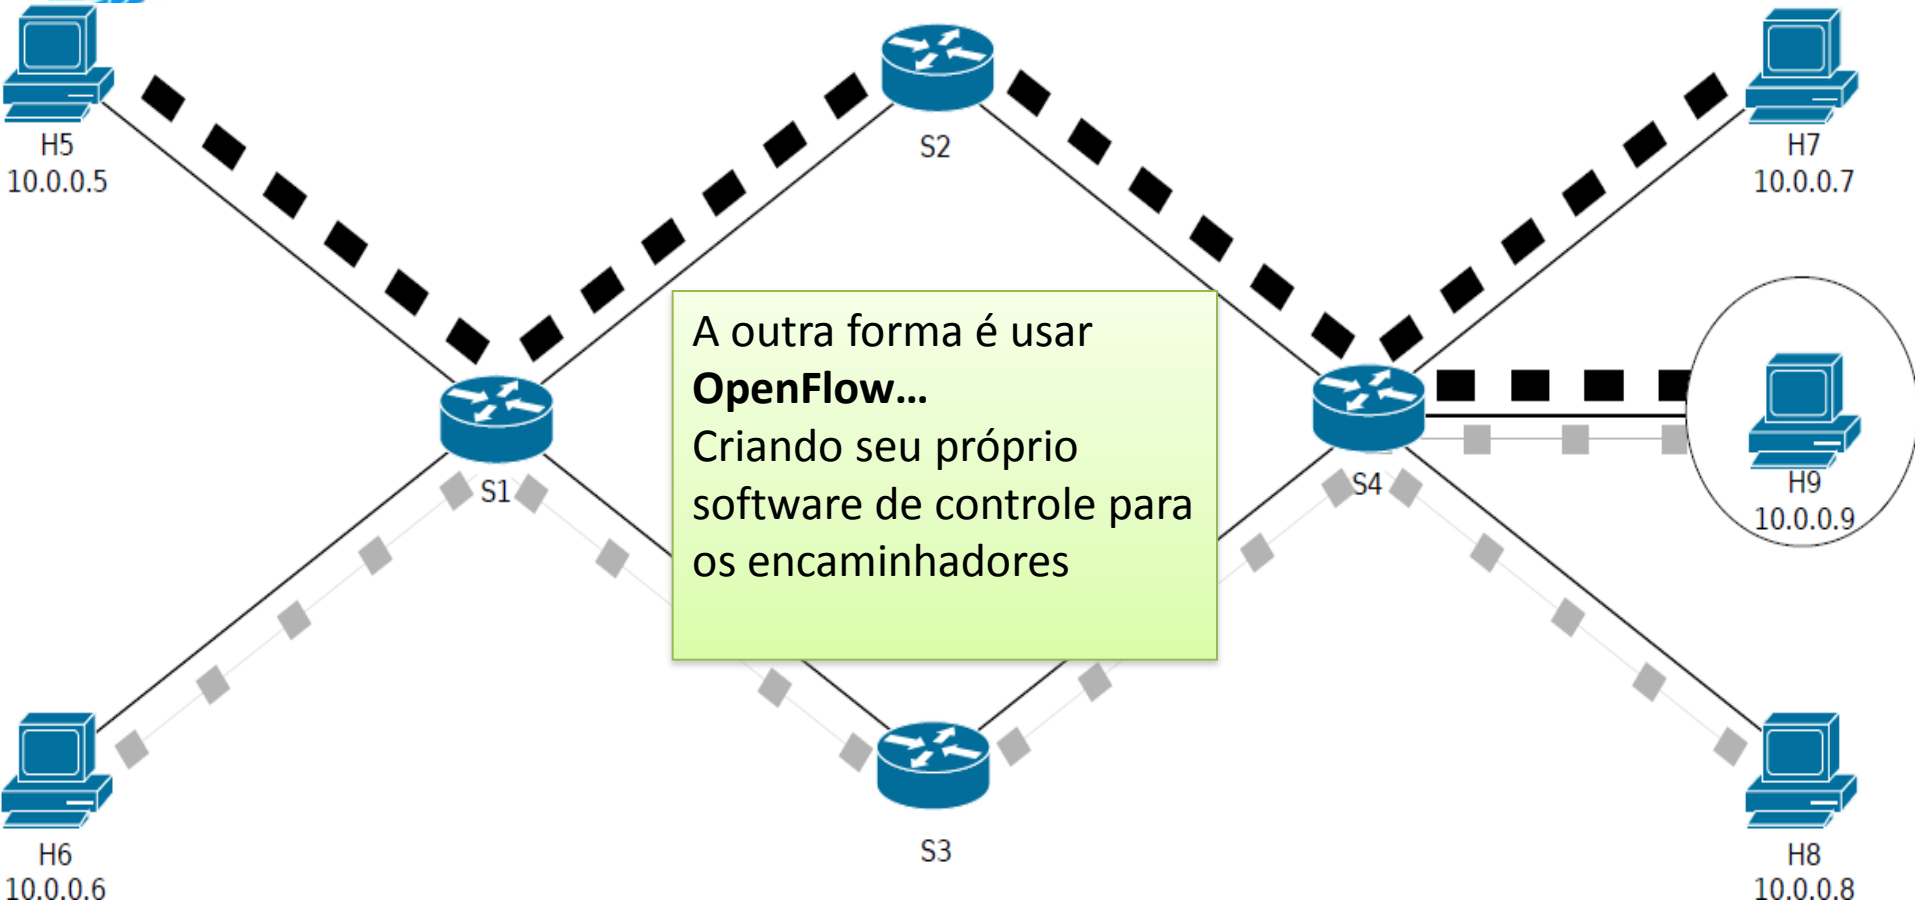 H5
10.0.0.5
S2
H7
10.0.0.7
A outra forma é usar
OpenFlow...
Criando seu próprio
software de controle para
os encaminhadores
S1
S4
H9
10.0.0.9
S3
H6
10.0.0.6
H8
10.0.0.8